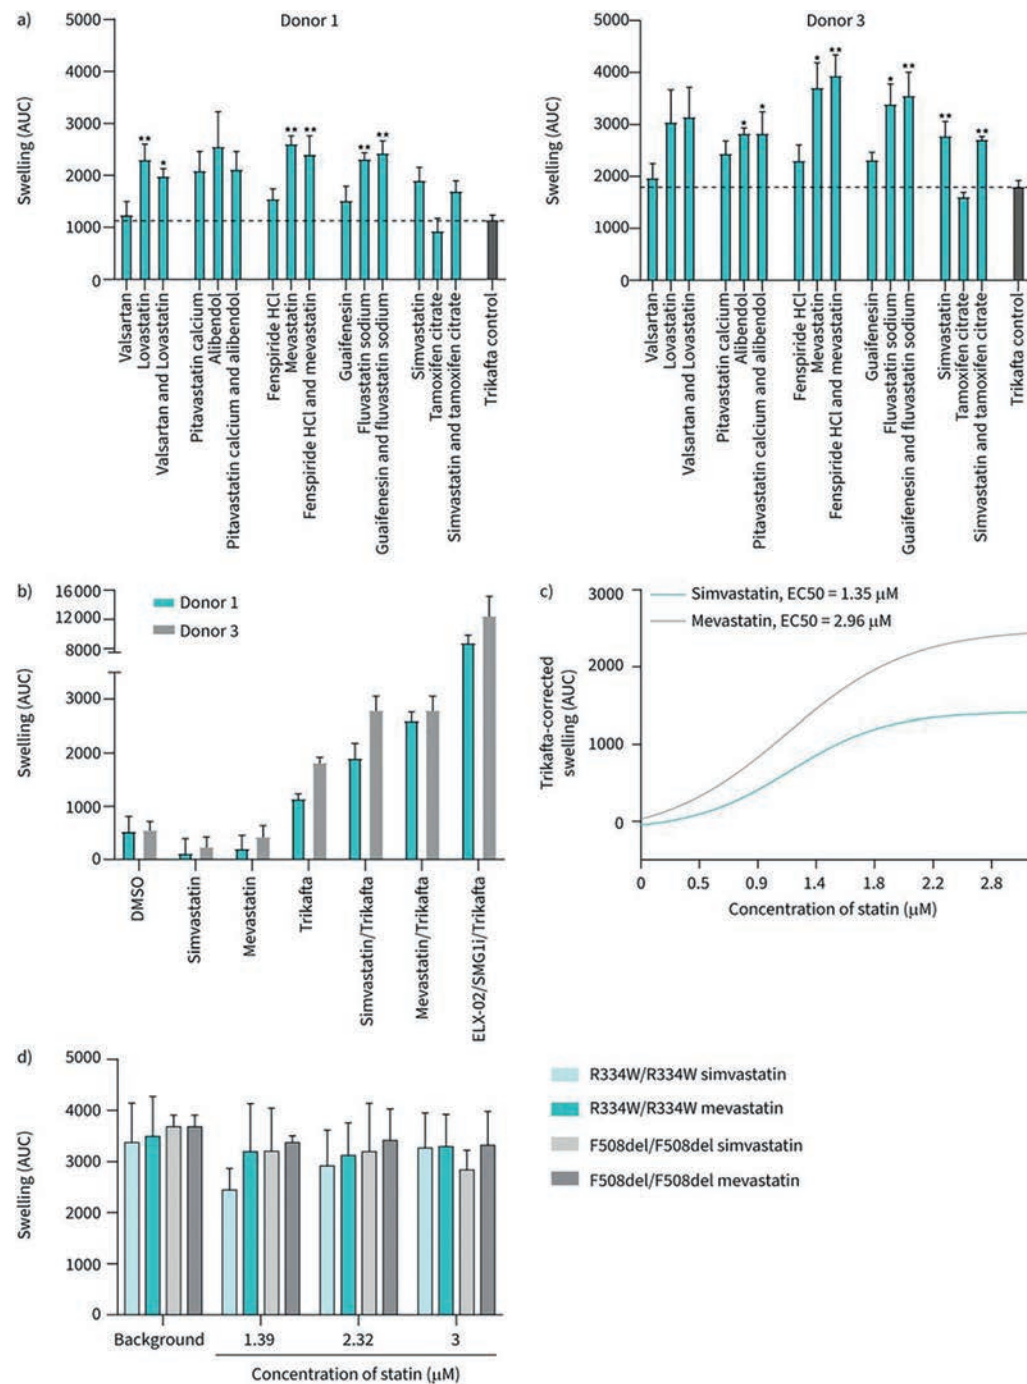 a)
Donor 1
Swelling (AUC)
5000
4000
3000
2000
1000
0
**
*
**
**
**
**
Valsartan
Lovastatin
Valsartan and Lovastatin
Pitavastatin calcium
Alibendol
Pitavastatin calcium and alibendol
Fenspiride HCl
Mevastatin
Fenspiride HCl and mevastatin
Guaifenesin
Fluvastatin sodium
Guaifenesin and fluvastatin sodium
Simvastatin
Tamoxifen citrate
Simvastatin and tamoxifen citrate
Trikafta control
Donor 3
Swelling (AUC)
5000
4000
3000
2000
1000
0
*
*
*
**
*
**
**
**
Valsartan
Lovastatin
Valsartan and Lovastatin
Pitavastatin calcium
Alibendol
Pitavastatin calcium and alibendol
Fenspiride HCl
Mevastatin
Fenspiride HCl and mevastatin
Guaifenesin
Fluvastatin sodium
Guaifenesin and fluvastatin sodium
Simvastatin
Tamoxifen citrate
Simvastatin and tamoxifen citrate
Trikafta control
b)
Swelling (AUC)
16 000
12 000
8000
3000
2000
1000
0
Donor 1
Donor 3
DMSO
Simvastatin
Mevastatin
Trikafta
Simvastatin/Trikafta
Mevastatin/Trikafta
ELX-02/SMG1i/Trikafta
c)
Trikafta-corrected
swelling (AUC)
3000
2000
1000
0
Simvastatin, EC50 = 1.35 µM
Mevastatin, EC50 = 2.96 µM
0 0.5 0.9 1.4 1.8 2.2 2.8
Concentration of statin (µM)
d)
Swelling (AUC)
5000
4000
3000
2000
1000
0
Background 1.39 2.32 3
Concentration of statin (µM)
R334W/R334W simvastatin
R334W/R334W mevastatin
F508del/F508del simvastatin
F508del/F508del mevastatin